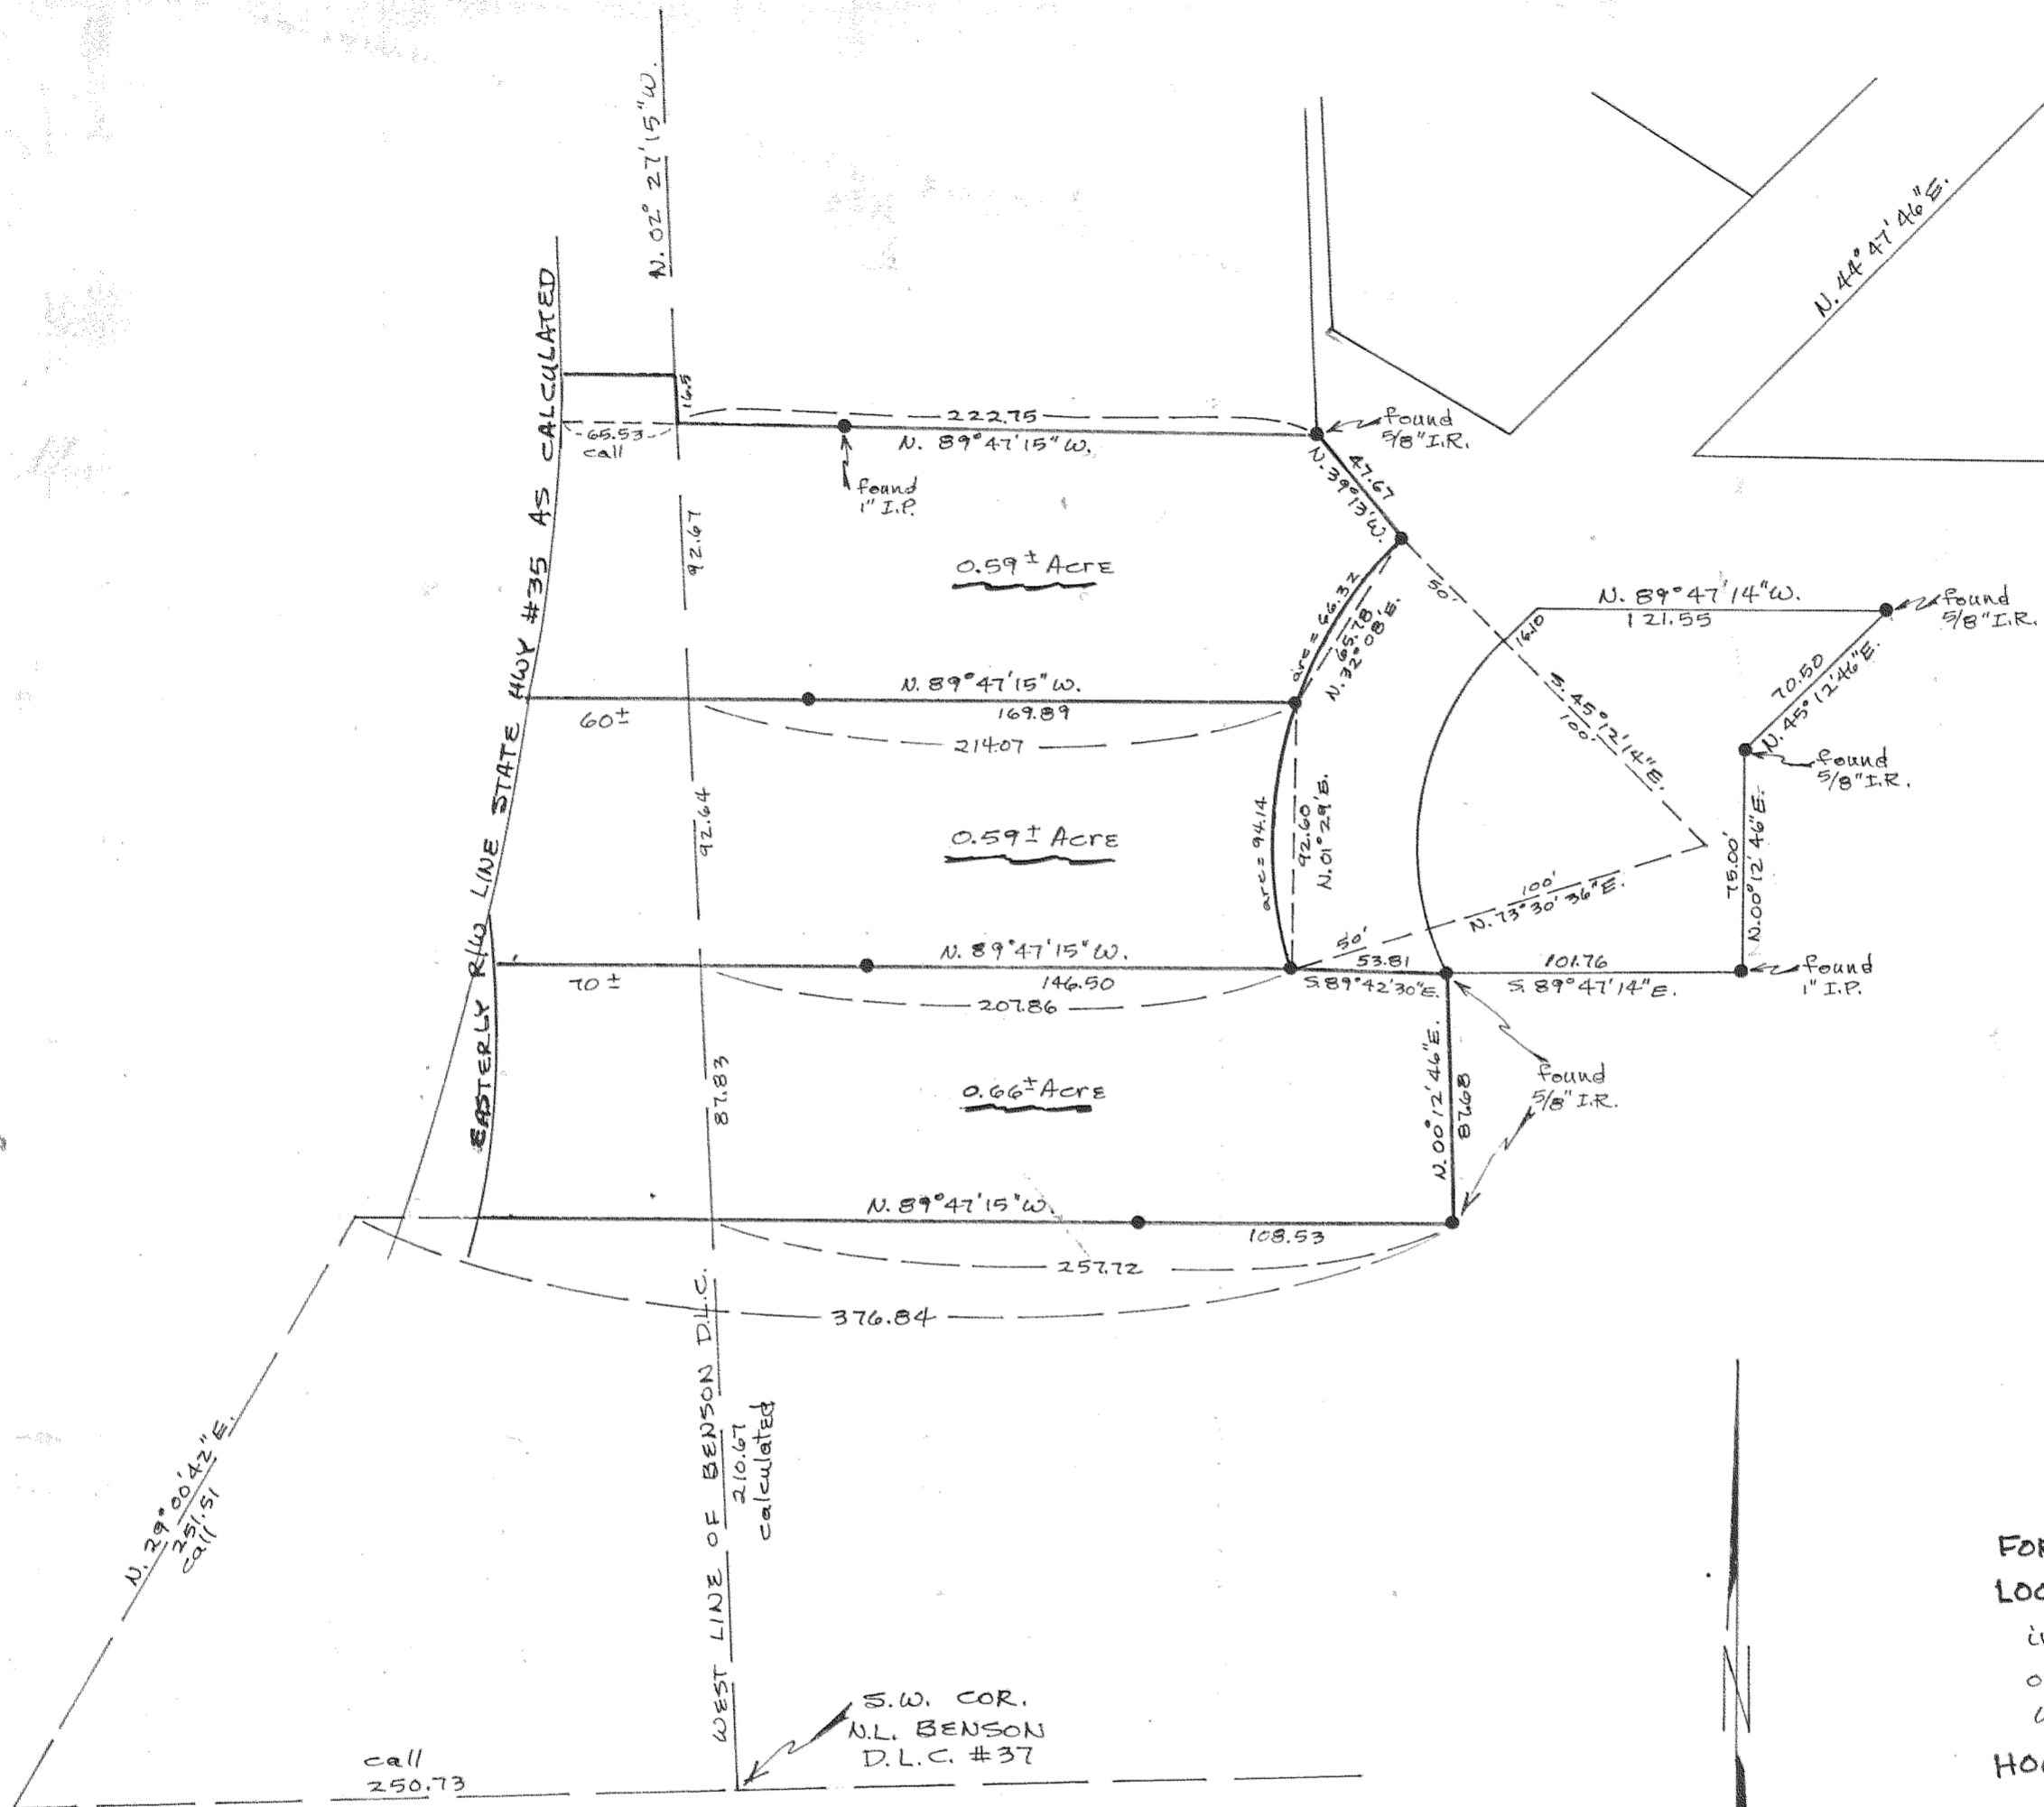 N. 02° 27' 15" W.
N. 44° 47' 46" E.
EASTERLY R/W LINE STATE HWY #35 AS CALCULATED
16.5
65.53
call
222.75
N. 89° 47' 15" W.
found
5/8" I.R.
found
1" I.P.
47.67
N. 39° 13' W.
92.67
0.59± Acre
50'
arc = 66.32
65.78
N. 32° 08' E.
N. 89° 47' 14" W.
121.55
found
5/8" I.R.
16.10
70.50
N. 45° 12' 46" E.
S. 45° 12' 14" E.
100'
found
5/8" I.R.
N. 89° 47' 15" W.
60±
169.89
214.07
92.64
0.59± Acre
arc = 94.14
92.60
N. 01° 29' E.
75.00'
N. 00° 12' 46" E.
100'
N. 73° 30' 36" E.
50'
N. 89° 47' 15" W.
70±
146.50
207.86
53.81
S. 89° 42' 30" E.
101.76
S. 89° 47' 14" E.
found
1" I.P.
87.83
0.66± Acre
N. 00° 12' 46" E.
87.68
found
5/8" I.R.
N. 89° 47' 15" W.
108.53
257.72
376.84
WEST LINE OF BENSON D.L.C.
210.67
calculated
N. 29° 00' 42" E.
251.51
call
S.W. COR.
N.L. BENSON
D.L.C. #37
call
250.73
N